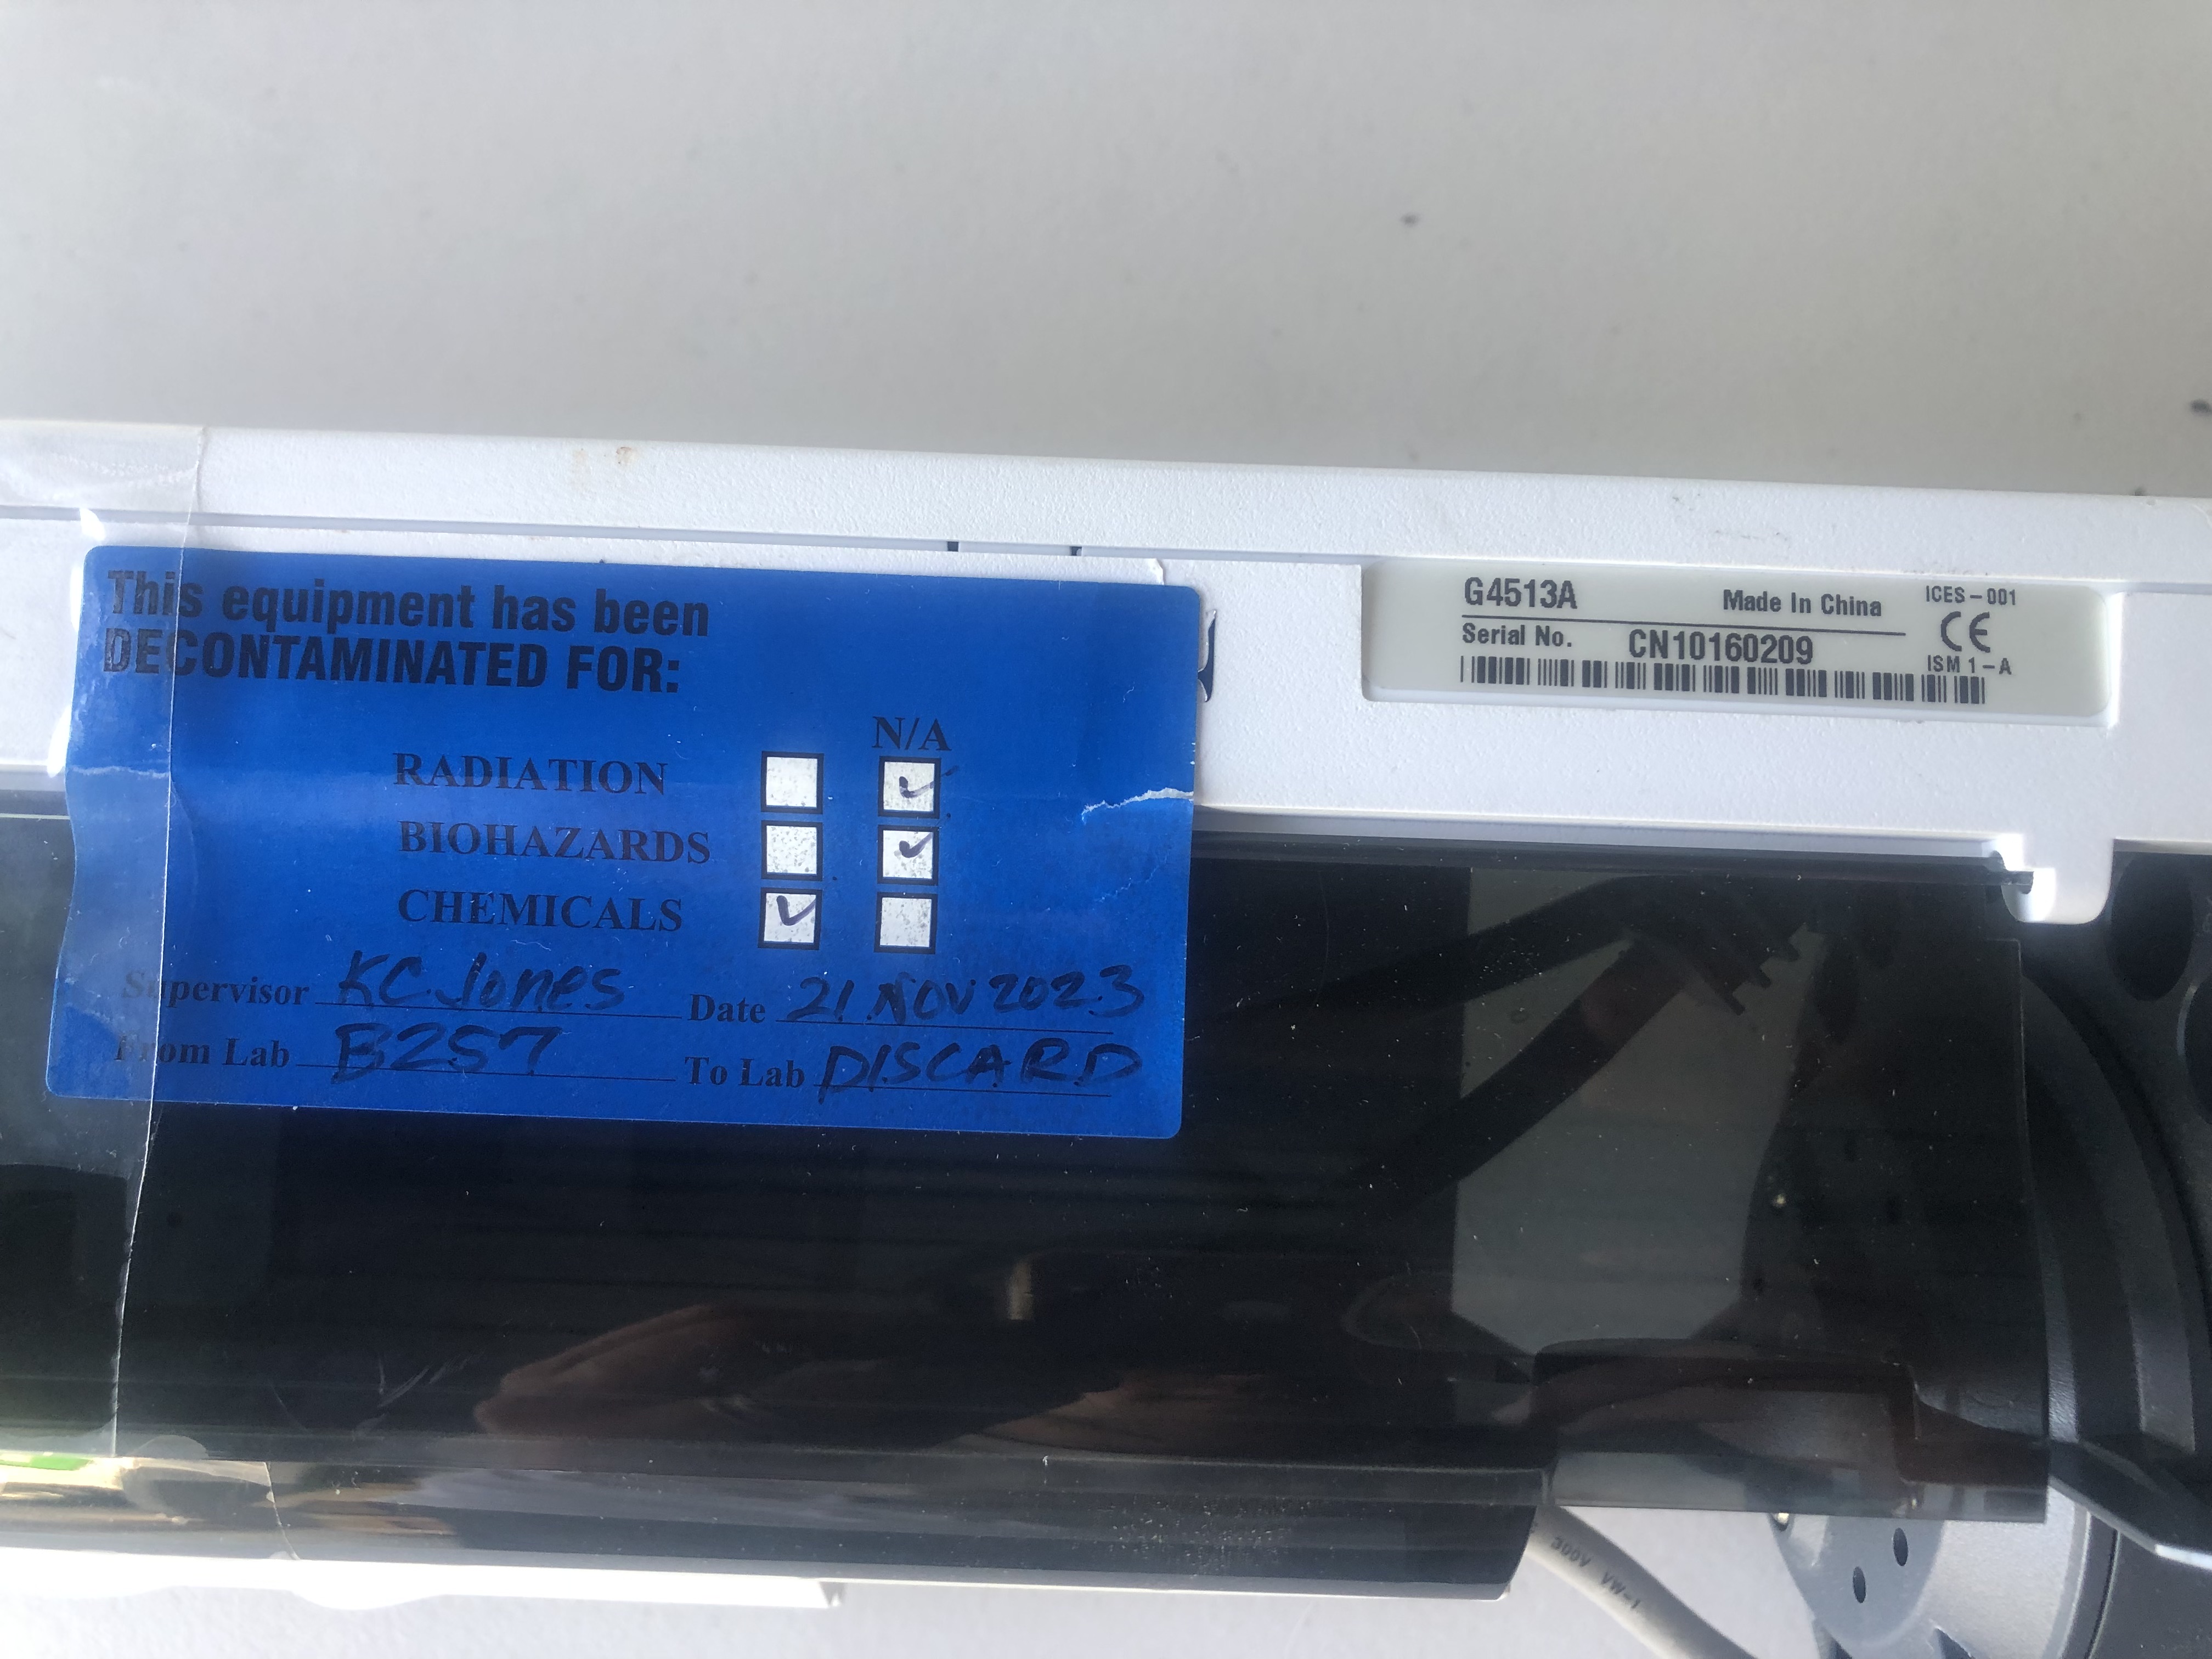 This equipment has been
DECONTAMINATED FOR:
N/A
RADIATION
BIOHAZARDS
CHEMICALS
Supervisor KC Jones Date 21 NOV 2023
From Lab B257 To Lab DISCARD
G4513A Made In China ICES-001
Serial No. CN10160209 CE
ISM 1-A
300V VW-1